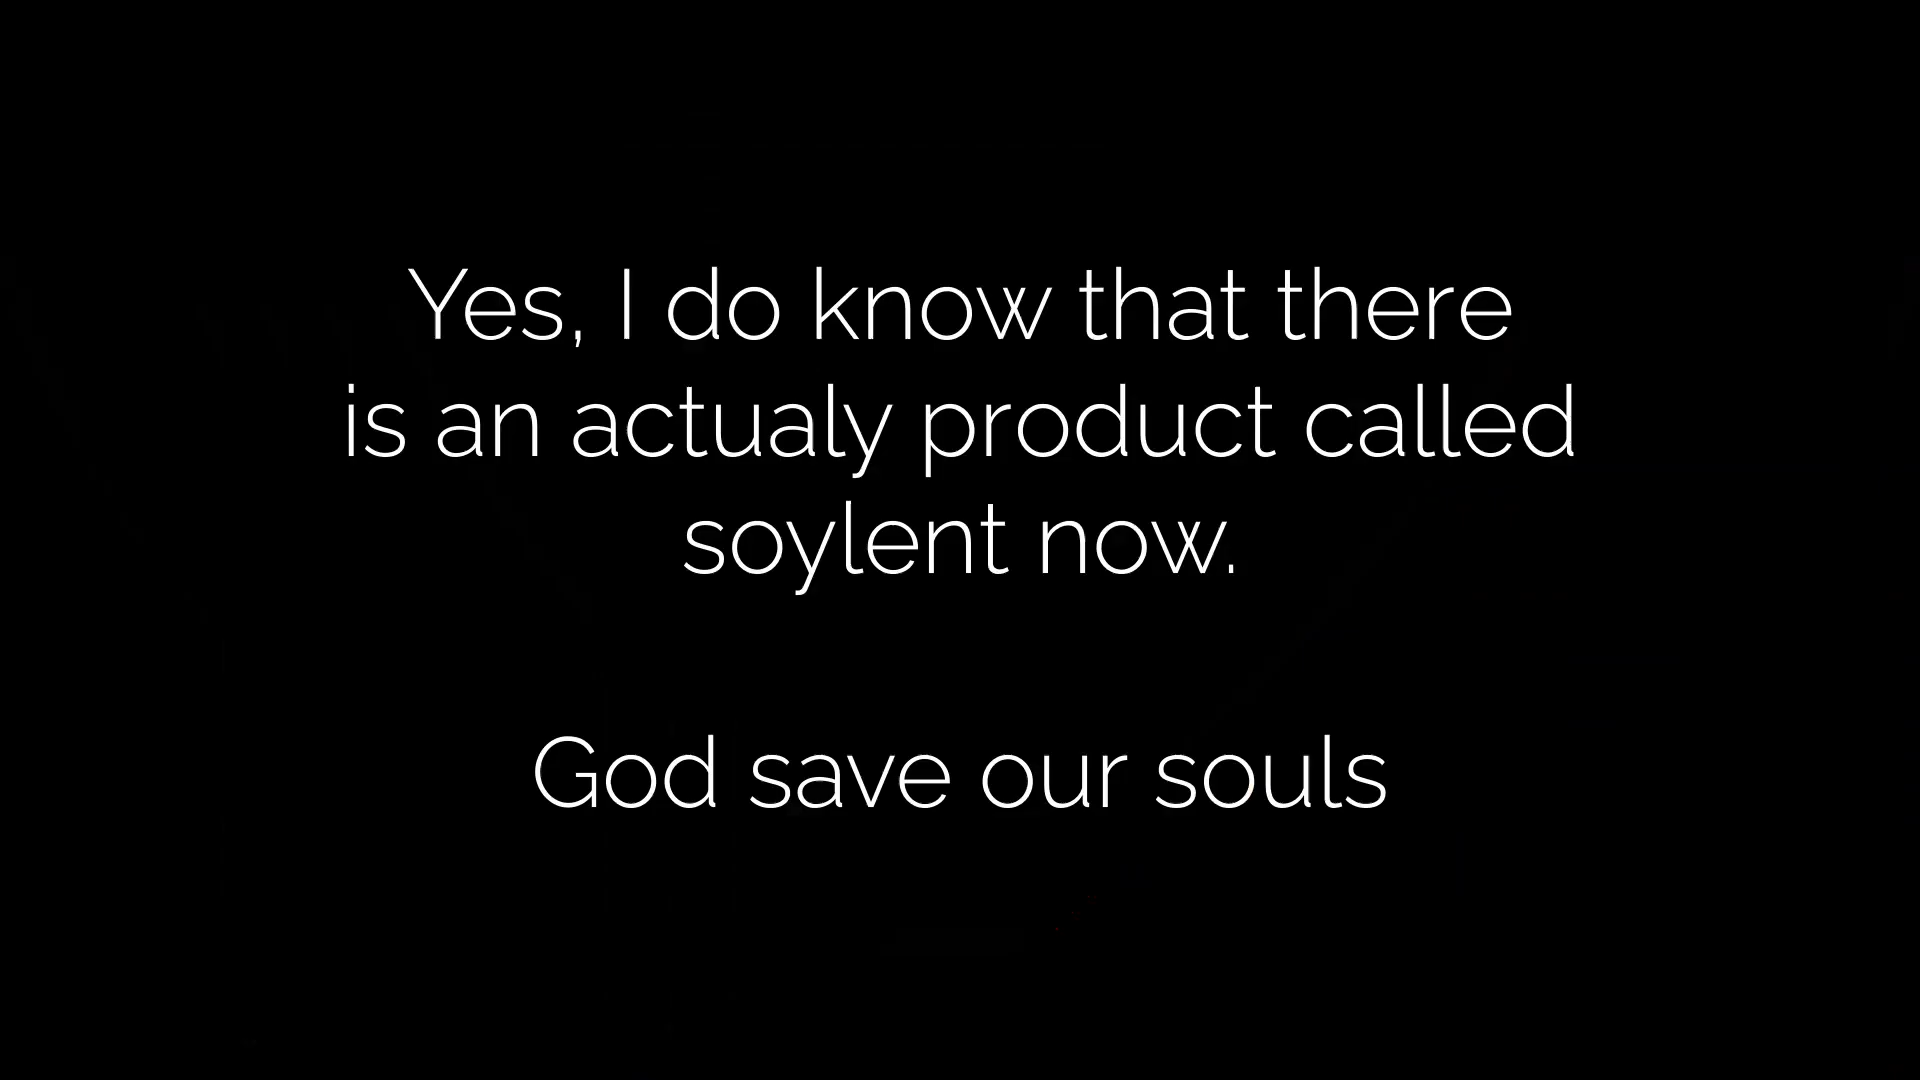 Yes, I do know that there
is an actualy product called
soylent now.
God save our souls